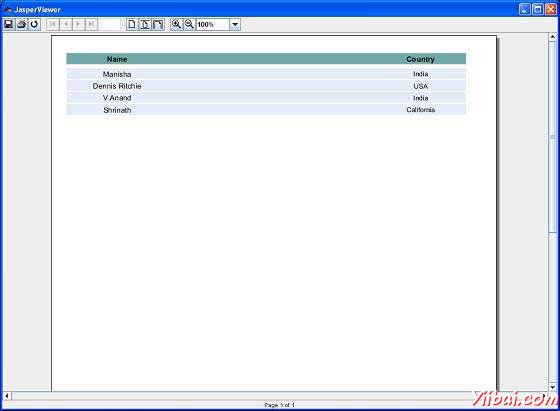 JasperViewer
100%
Name Country
Manisha India
Dennis Ritchie USA
V.Anand India
Shrinath California
Page 1 of 1
Yiibai.com